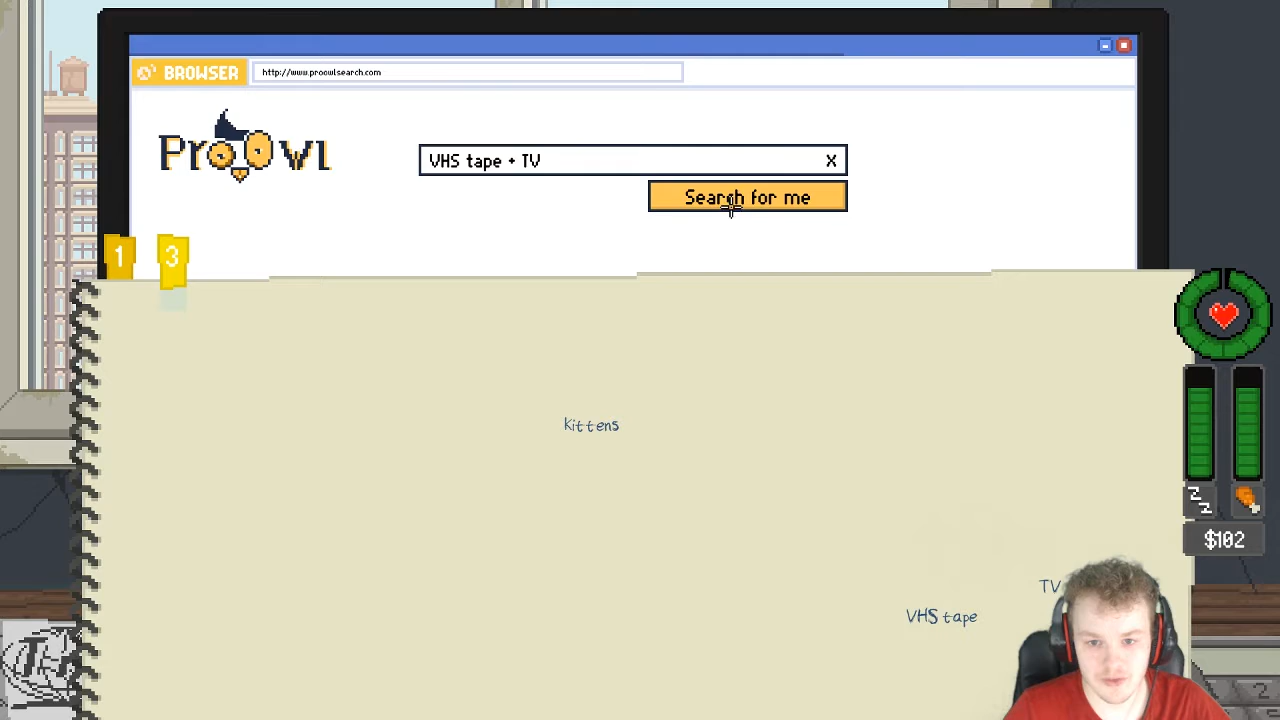 BROWSER
http://www.proowlsearch.com
PrOOwl
VHS tape + TV X
Search for me
1 3
kittens
TV
VHS tape
$102